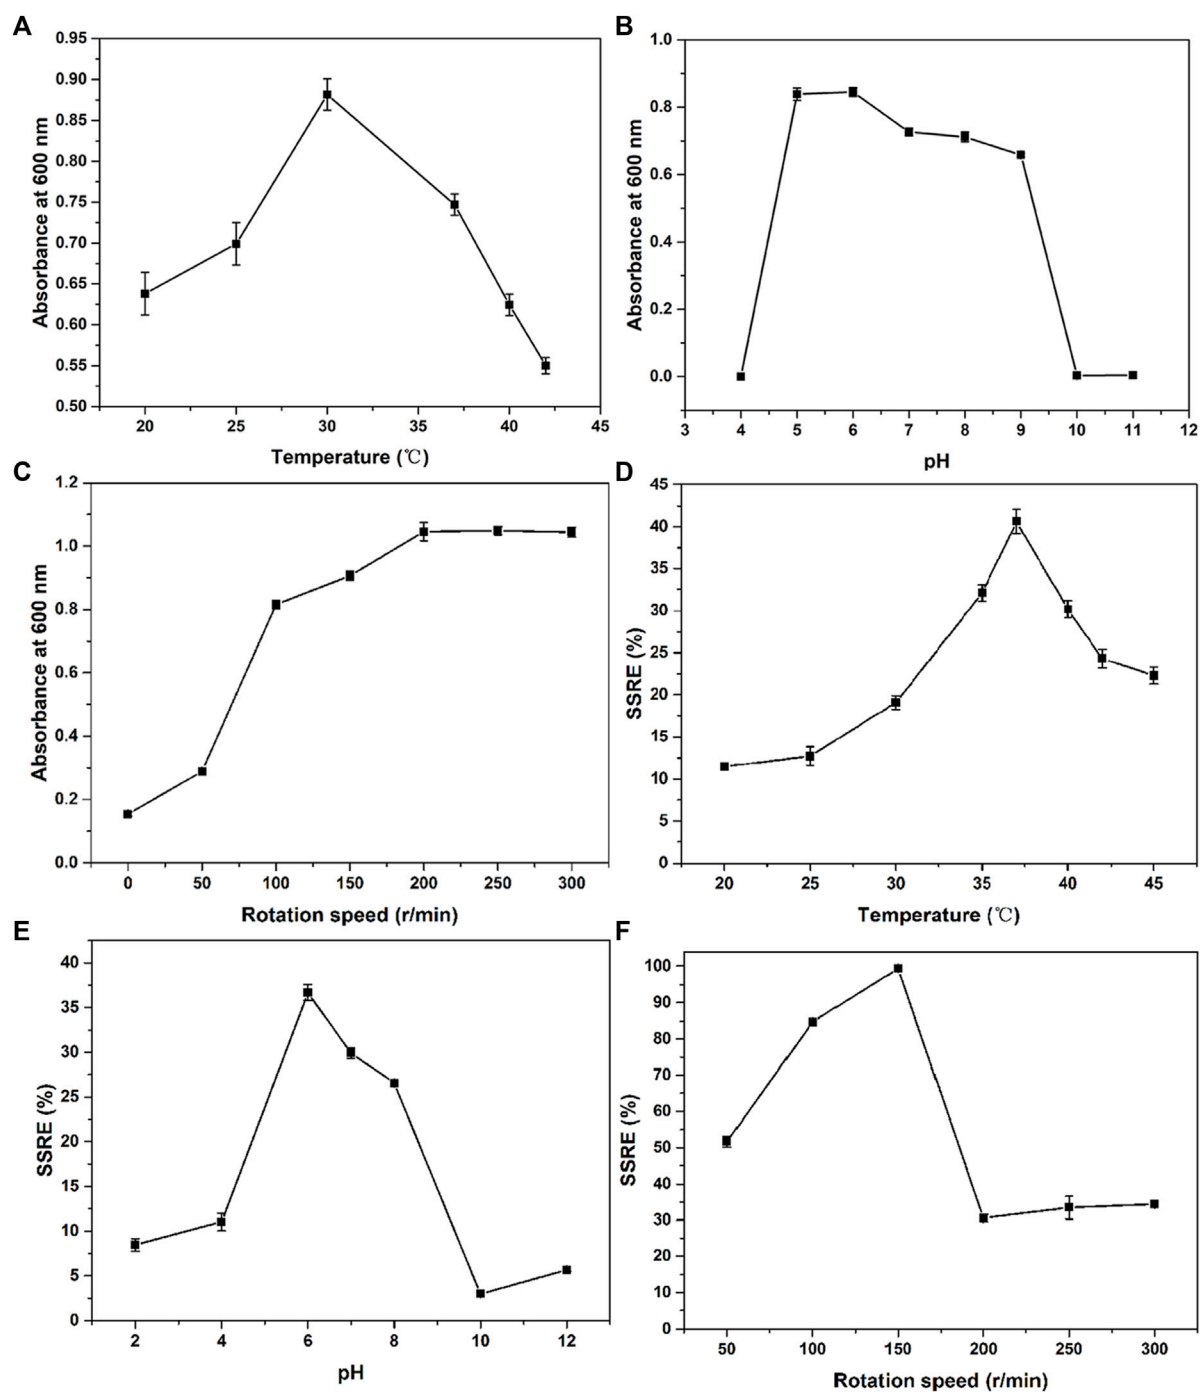 A
0.95
0.90
0.85
0.80
0.75
0.70
0.65
0.60
0.55
0.50
Absorbance at 600 nm
20 25 30 35 40 45
Temperature (℃)
B
1.0
0.8
0.6
0.4
0.2
0.0
Absorbance at 600 nm
3 4 5 6 7 8 9 10 11 12
pH
C
1.2
1.0
0.8
0.6
0.4
0.2
0.0
Absorbance at 600 nm
0 50 100 150 200 250 300
Rotation speed (r/min)
D
45
40
35
30
25
20
15
10
5
0
SSRE (%)
20 25 30 35 40 45
Temperature (℃)
E
40
35
30
25
20
15
10
5
0
SSRE (%)
2 4 6 8 10 12
pH
F
100
90
80
70
60
50
40
30
20
10
0
SSRE (%)
50 100 150 200 250 300
Rotation speed (r/min)